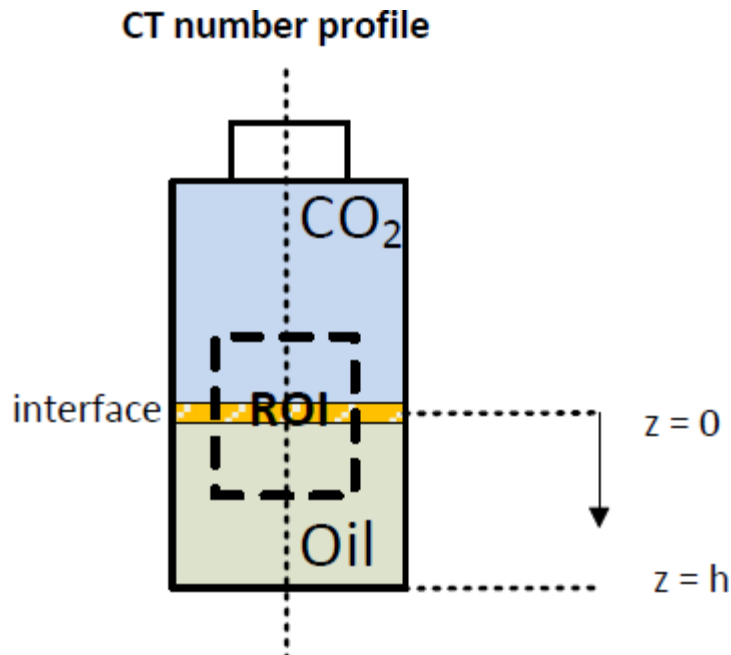 CT number profile
CO₂
interface
ROI
z = 0
Oil
z = h